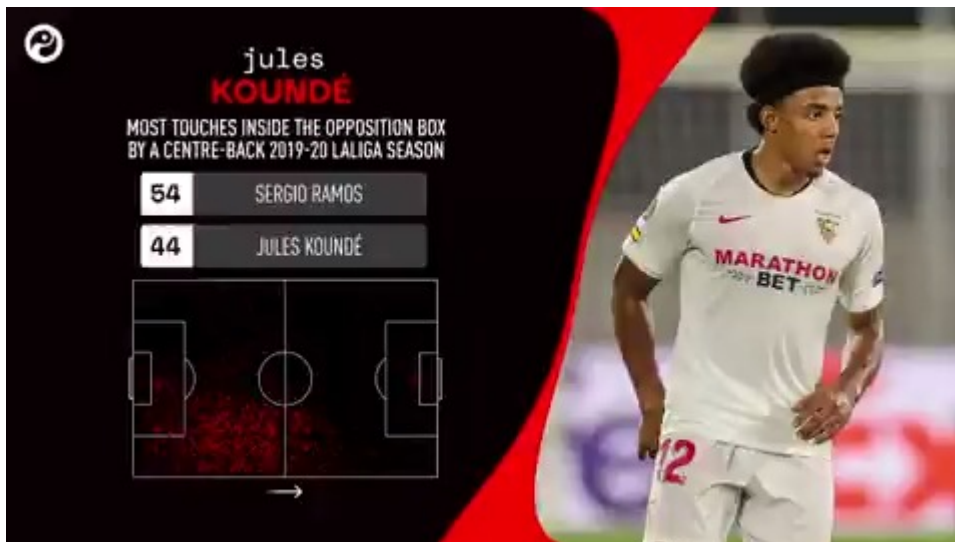 jules
KOUNDÉ
MOST TOUCHES INSIDE THE OPPOSITION BOX
BY A CENTRE-BACK 2019-20 LALIGA SEASON
54 SERGIO RAMOS
44 JULES KOUNDÉ
MARATHON
BET
12